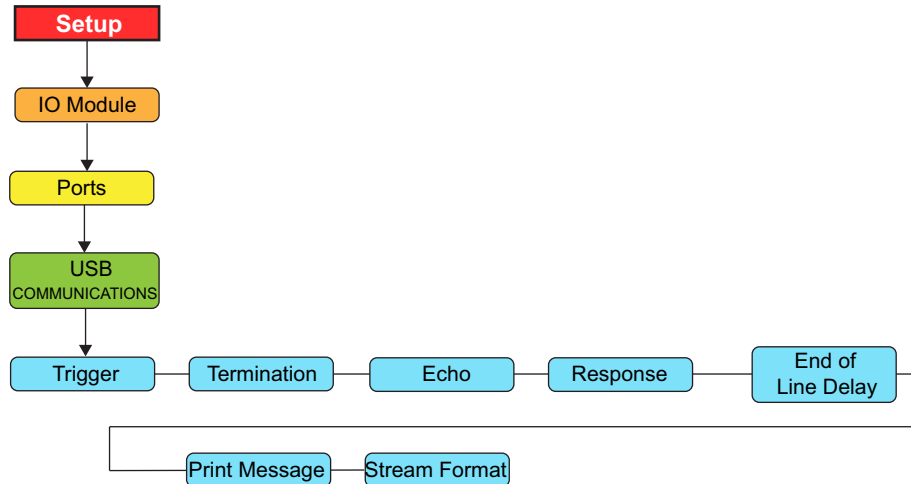 Setup
IO Module
Ports
USB
COMMUNICATIONS
Trigger
Termination
Echo
Response
End of
Line Delay
Print Message
Stream Format